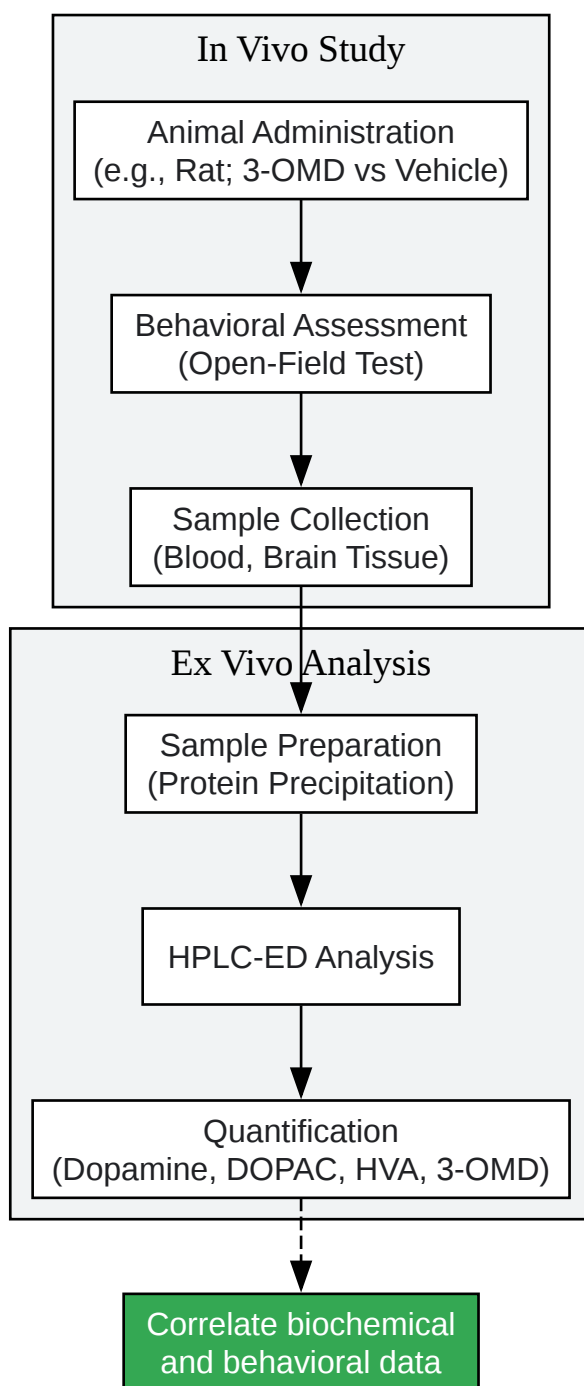 In Vivo Study
Animal Administration
(e.g., Rat; 3-OMD vs Vehicle)
Behavioral Assessment
(Open-Field Test)
Sample Collection
(Blood, Brain Tissue)
Ex Vivo Analysis
Sample Preparation
(Protein Precipitation)
HPLC-ED Analysis
Quantification
(Dopamine, DOPAC, HVA, 3-OMD)
Correlate biochemical
and behavioral data